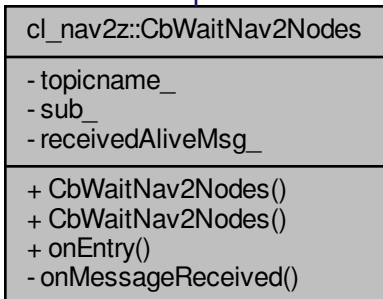 cl_nav2z::CbWaitNav2Nodes
- topicname_
- sub_
- receivedAliveMsg_
+ CbWaitNav2Nodes()
+ CbWaitNav2Nodes()
+ onEntry()
- onMessageReceived()